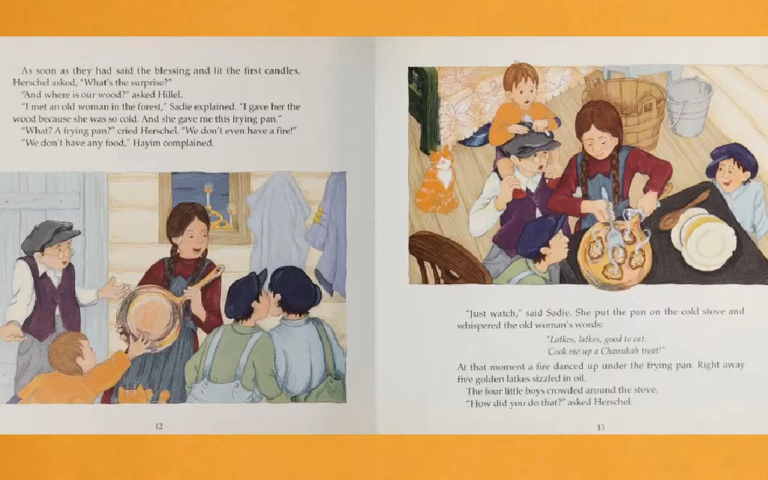 As soon as they had said the blessing and lit the first candles,
Herschel asked, "What's the surprise?"
"And where is our wood?" asked Hillel.
"I met an old woman in the forest," Sadie explained. "I gave her the
wood because she was so cold. And she gave me this frying pan."
"What? A frying pan?" cried Herschel. "We don't even have a fire!"
"We don't have any food," Hayim complained.
12
"Just watch," said Sadie. She put the pan on the cold stove and
whispered the old woman's words:
"Latkes, latkes, good to eat.
Cook me up a Chanukah treat!"
At that moment a fire danced up under the frying pan. Right away
five golden latkes sizzled in oil.
The four little boys crowded around the stove.
"How did you do that?" asked Herschel.
13